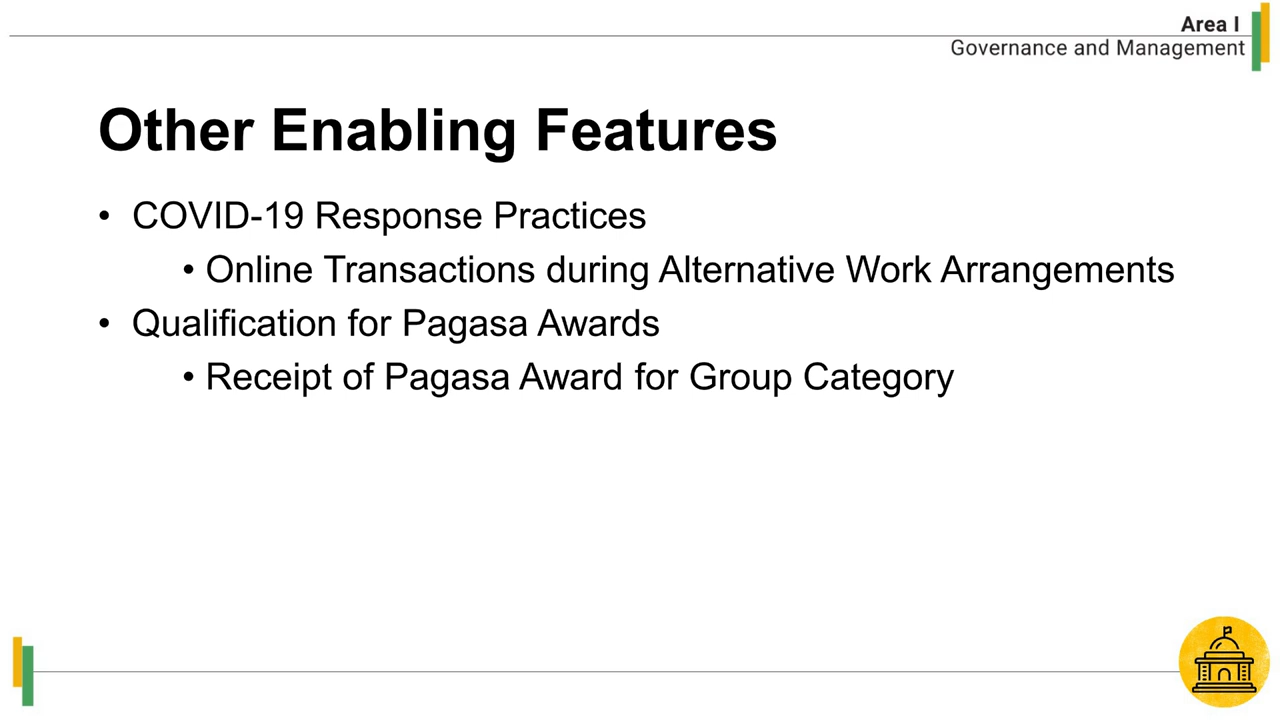 Area I
Governance and Management
Other Enabling Features
• COVID-19 Response Practices
• Online Transactions during Alternative Work Arrangements
• Qualification for Pagasa Awards
• Receipt of Pagasa Award for Group Category